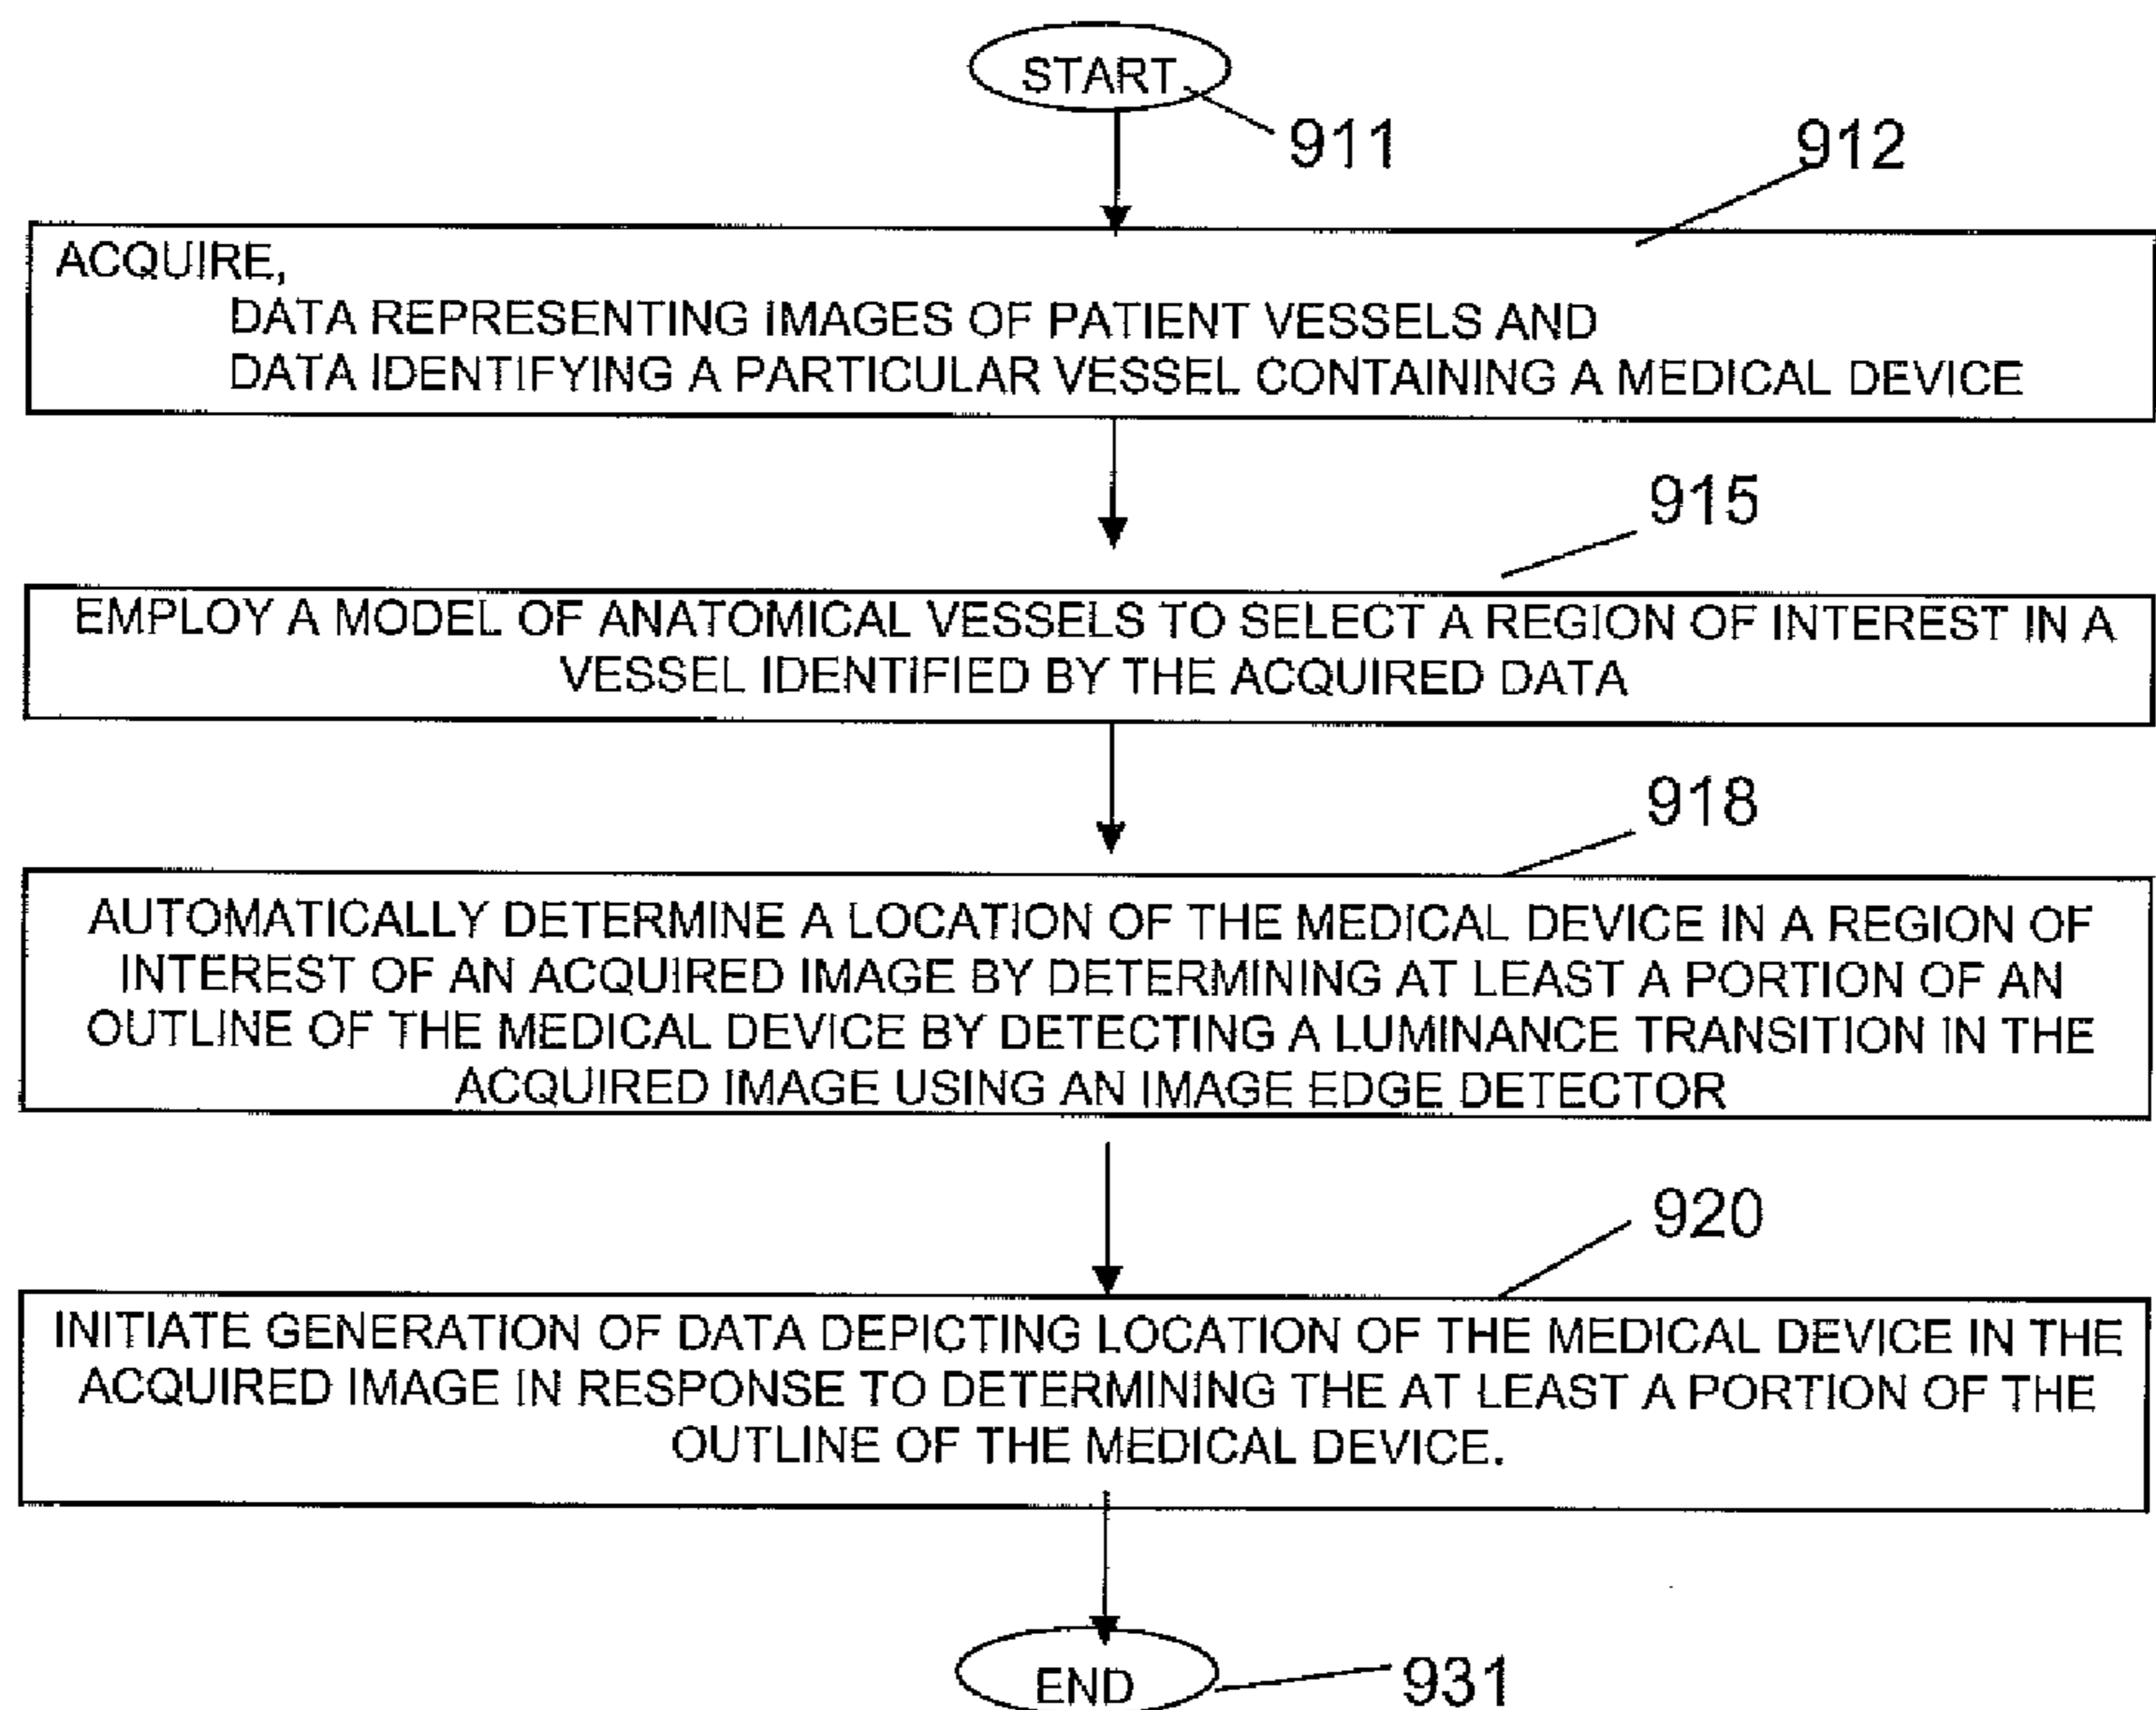 START
911
912
ACQUIRE,
DATA REPRESENTING IMAGES OF PATIENT VESSELS AND
DATA IDENTIFYING A PARTICULAR VESSEL CONTAINING A MEDICAL DEVICE
915
EMPLOY A MODEL OF ANATOMICAL VESSELS TO SELECT A REGION OF INTEREST IN A
VESSEL IDENTIFIED BY THE ACQUIRED DATA
918
AUTOMATICALLY DETERMINE A LOCATION OF THE MEDICAL DEVICE IN A REGION OF
INTEREST OF AN ACQUIRED IMAGE BY DETERMINING AT LEAST A PORTION OF AN
OUTLINE OF THE MEDICAL DEVICE BY DETECTING A LUMINANCE TRANSITION IN THE
ACQUIRED IMAGE USING AN IMAGE EDGE DETECTOR
920
INITIATE GENERATION OF DATA DEPICTING LOCATION OF THE MEDICAL DEVICE IN THE
ACQUIRED IMAGE IN RESPONSE TO DETERMINING THE AT LEAST A PORTION OF THE
OUTLINE OF THE MEDICAL DEVICE.
END
931